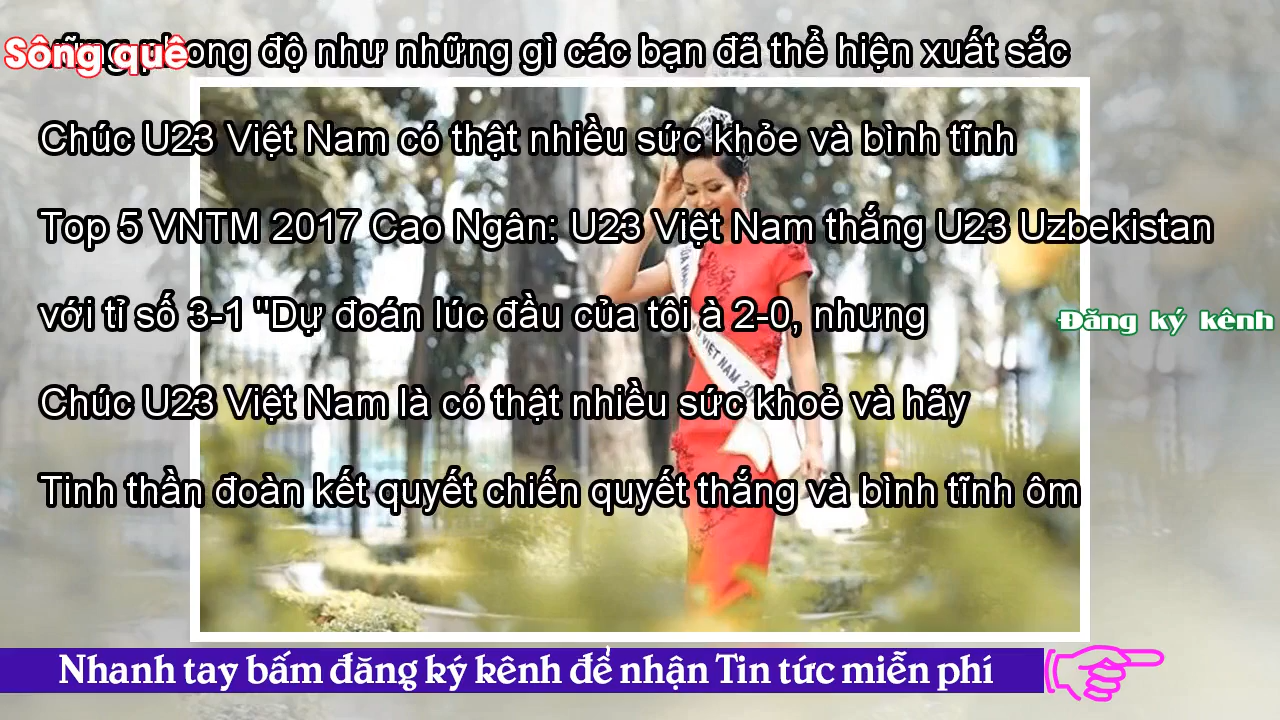 Sông quê
vững phong độ như những gì các bạn đã thể hiện xuất sắc
Chúc U23 Việt Nam có thật nhiều sức khỏe và bình tĩnh
Top 5 VNTM 2017 Cao Ngân: U23 Việt Nam thắng U23 Uzbekistan
với tỉ số 3-1 "Dự đoán lúc đầu của tôi à 2-0, nhưng
Đăng ký kênh
Chúc U23 Việt Nam là có thật nhiều sức khoẻ và hãy
Tinh thần đoàn kết quyết chiến quyết thắng và bình tĩnh ôm
VIỆT NAM
Nhanh tay bấm đăng ký kênh để nhận Tin tức miễn phí